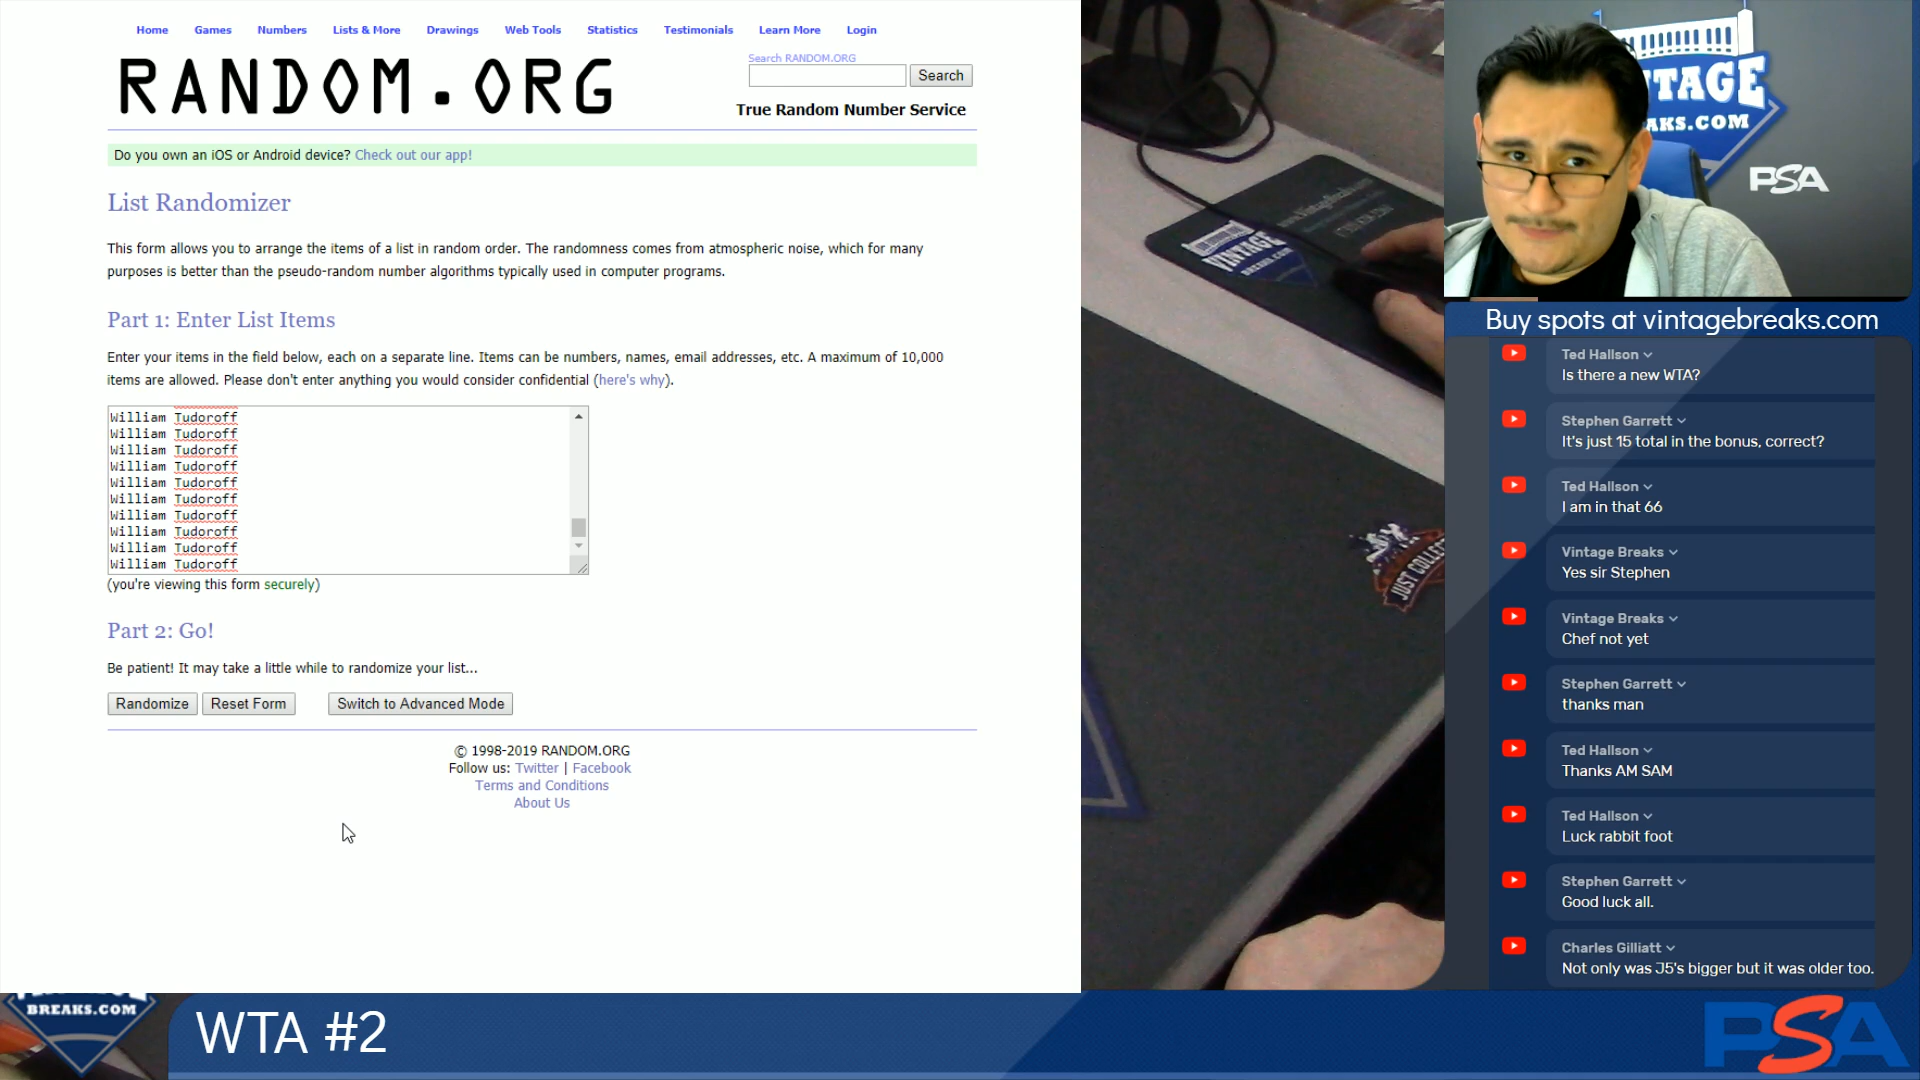 Home Games Numbers Lists & More Drawings Web Tools Statistics Testimonials Learn More Login
RANDOM.ORG
Search RANDOM.ORG
Search
True Random Number Service
Do you own an iOS or Android device? Check out our app!
List Randomizer
This form allows you to arrange the items of a list in random order. The randomness comes from atmospheric noise, which for many
purposes is better than the pseudo-random number algorithms typically used in computer programs.
Part 1: Enter List Items
Enter your items in the field below, each on a separate line. Items can be numbers, names, email addresses, etc. A maximum of 10,000
items are allowed. Please don't enter anything you would consider confidential (here's why).
William Tudoroff
William Tudoroff
William Tudoroff
William Tudoroff
William Tudoroff
William Tudoroff
William Tudoroff
William Tudoroff
William Tudoroff
William Tudoroff
(you're viewing this form securely)
Part 2: Go!
Be patient! It may take a little while to randomize your list...
Randomize Reset Form Switch to Advanced Mode
© 1998-2019 RANDOM.ORG
Follow us: Twitter | Facebook
Terms and Conditions
About Us
VINTAGE
BREAKS.COM
JUST COLLEC
NTAGE
AKS.COM
PSA
Buy spots at vintagebreaks.com
Ted Hallson
Is there a new WTA?
Stephen Garrett
It's just 15 total in the bonus, correct?
Ted Hallson
I am in that 66
Vintage Breaks
Yes sir Stephen
Vintage Breaks
Chef not yet
Stephen Garrett
thanks man
Ted Hallson
Thanks AM SAM
Ted Hallson
Luck rabbit foot
Stephen Garrett
Good luck all.
Charles Gilliatt
Not only was J5's bigger but it was older too.
BREAKS.COM
WTA #2
PSA